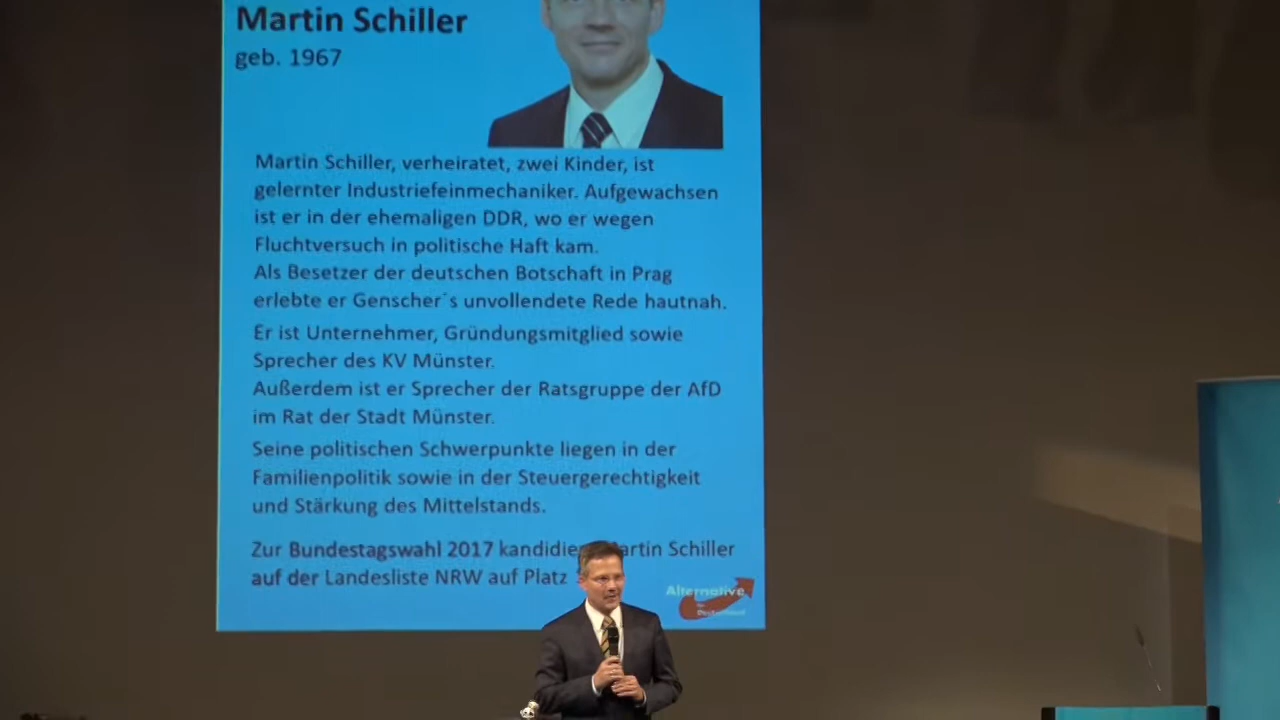 Martin Schiller
geb. 1967
Martin Schiller, verheiratet, zwei Kinder, ist
gelernter Industriefeinmechaniker. Aufgewachsen
ist er in der ehemaligen DDR, wo er wegen
Fluchtversuch in politische Haft kam.
Als Besetzer der deutschen Botschaft in Prag
erlebte er Genscher´s unvollendete Rede hautnah.
Er ist Unternehmer, Gründungsmitglied sowie
Sprecher des KV Münster.
Außerdem ist er Sprecher der Ratsgruppe der AfD
im Rat der Stadt Münster.
Seine politischen Schwerpunkte liegen in der
Familienpolitik sowie in der Steuergerechtigkeit
und Stärkung des Mittelstands.
Zur Bundestagswahl 2017 Schiller
auf der Landesliste NRW auf Platz
Alternative
für
Deutschland